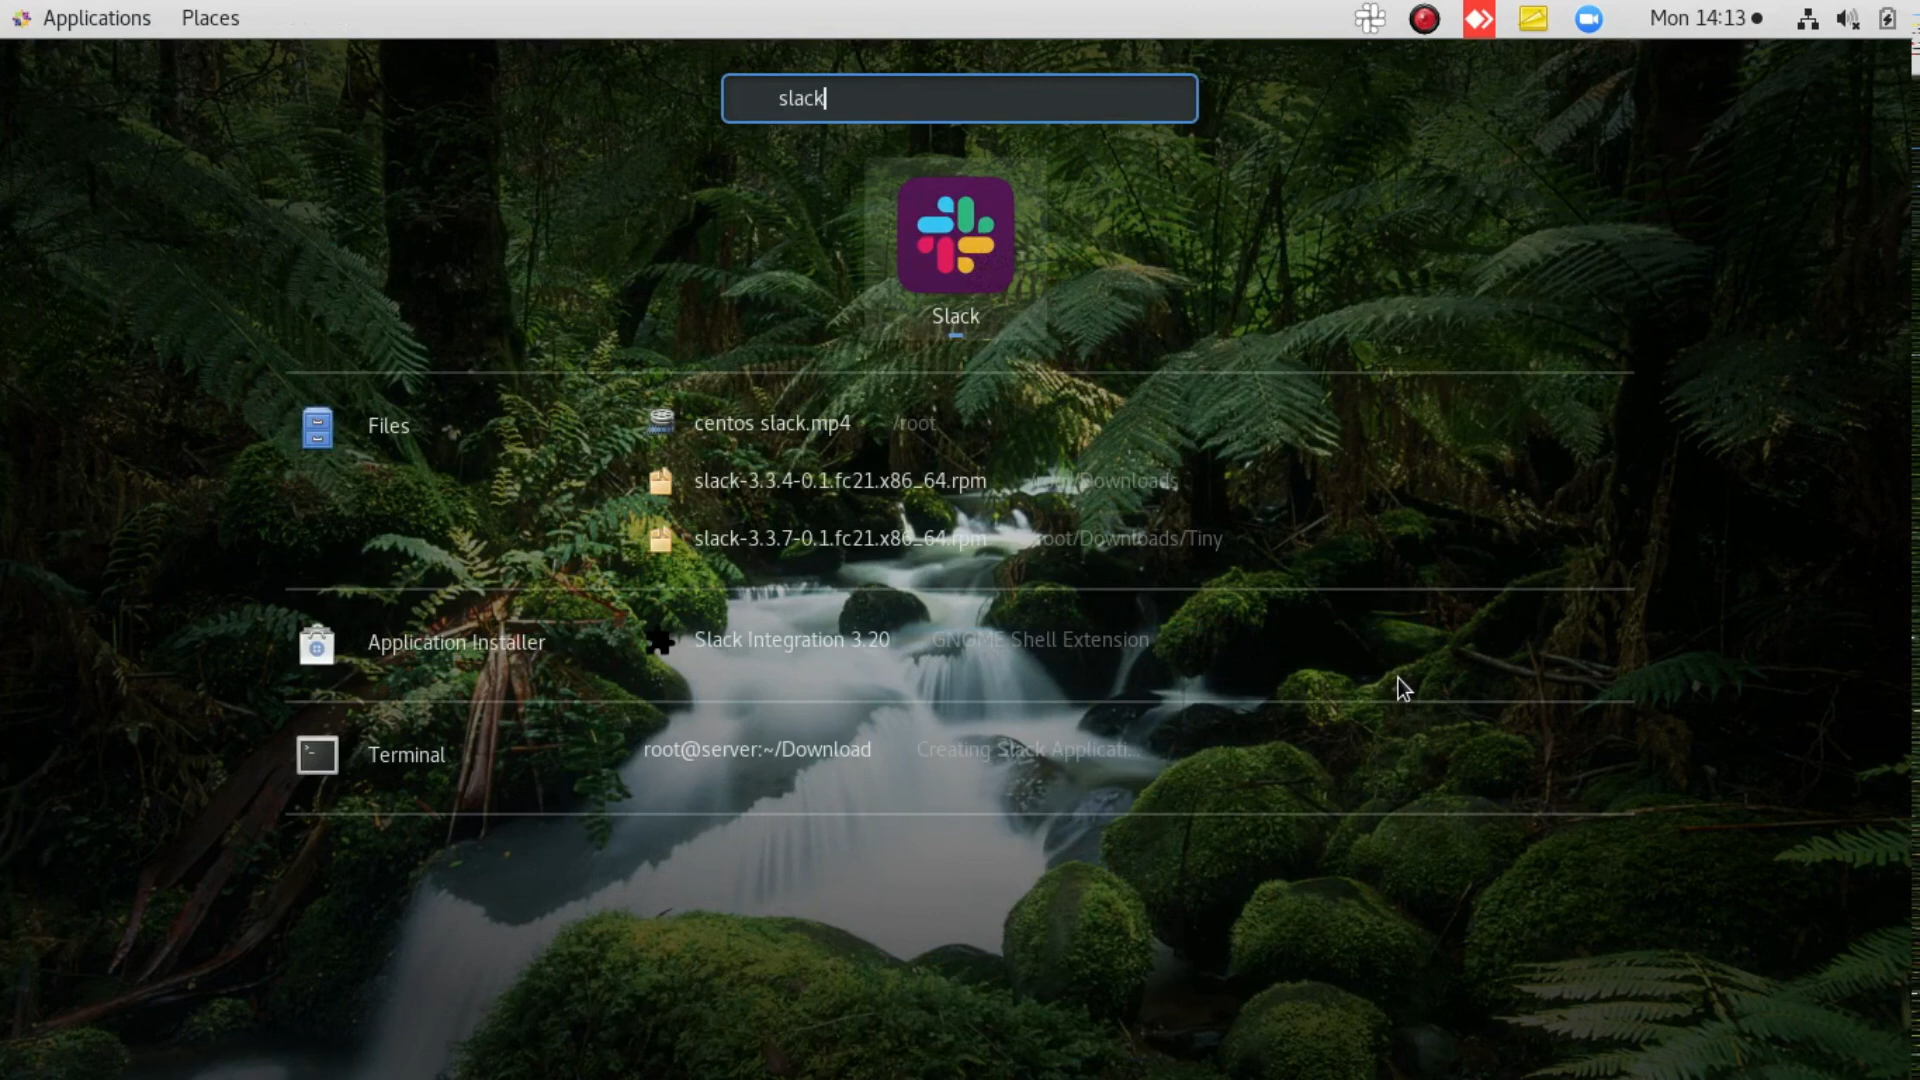 Applications Places Mon 14:13
slack
Slack
Files
centos slack.mp4 /root
slack-3.3.4-0.1.fc21.x86_64.rpm /Downloads
slack-3.3.7-0.1.fc21.x86_64.rpm /root/Downloads/Tiny
Application Installer
Slack Integration 3.20 GNOME Shell Extension
Terminal
root@server:~/Download Creating Slack Applicati...